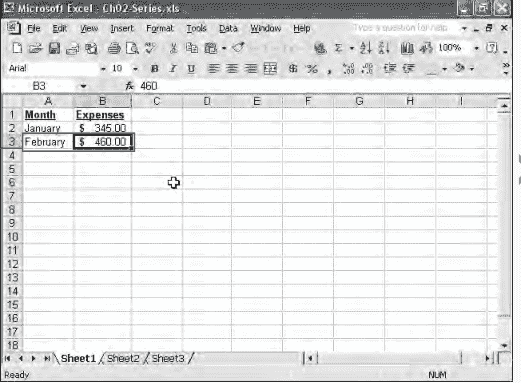 Microsoft Excel - Ch02-Series.xls
File Edit View Insert Format Tools Data Window Help Type a question for help
100%
Arial 10 B I U $ % ,
B3 fx 460
A B C D E F G H I
1 Month Expenses
2 January $ 345.00
3 February $ 460.00
4
5
6
7
8
9
10
11
12
13
14
15
16
17
18
Sheet1 / Sheet2 / Sheet3 /
Ready NUM